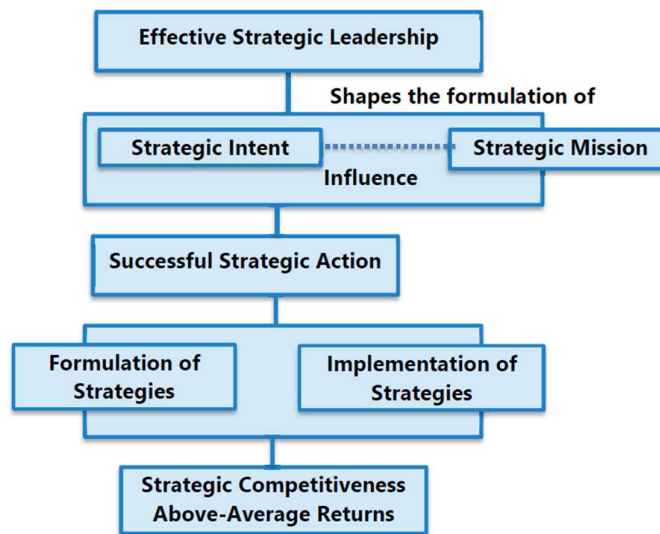 Effective Strategic Leadership
Shapes the formulation of
Strategic Intent
Strategic Mission
Influence
Successful Strategic Action
Formulation of
Strategies
Implementation of
Strategies
Strategic Competitiveness
Above-Average Returns